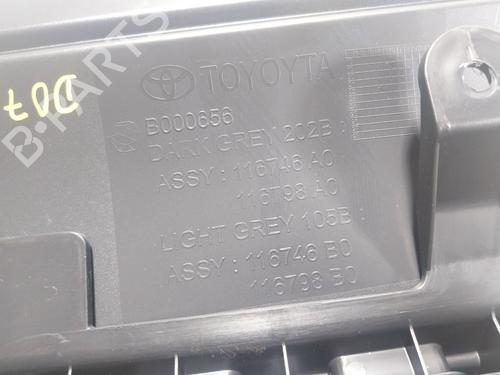 TOYOYTA
B000656
DARK GREY 202B :
ASSY : 116746 A0
116798 A0
LIGHT GREY 105B :
ASSY : 116746 B0
116798 B0
D07
B-PARTS